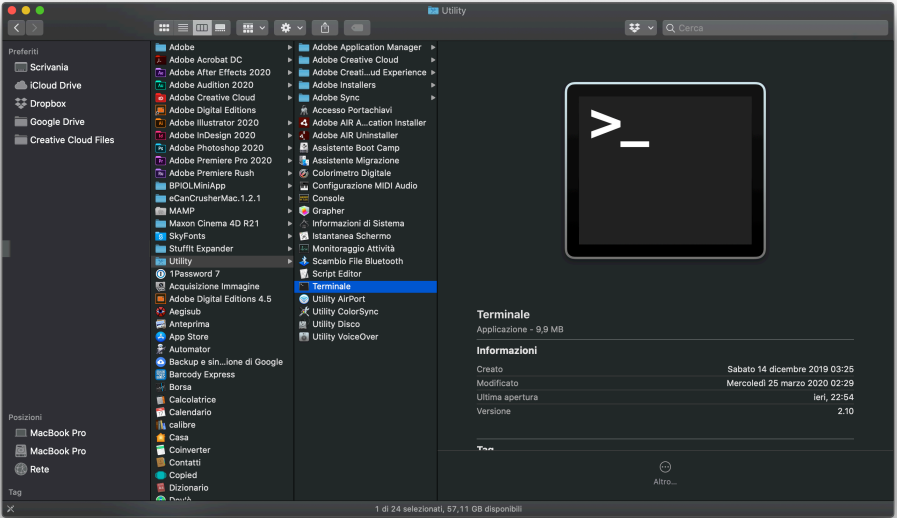 Utility
Cerca
Preferiti
Scrivania
iCloud Drive
Dropbox
Google Drive
Creative Cloud Files
Posizioni
MacBook Pro
MacBook Pro
Rete
Tag
Adobe
Adobe Acrobat DC
Adobe After Effects 2020
Adobe Audition 2020
Adobe Creative Cloud
Adobe Digital Editions
Adobe Illustrator 2020
Adobe InDesign 2020
Adobe Photoshop 2020
Adobe Premiere Pro 2020
Adobe Premiere Rush
BPIOLMiniApp
eCanCrusherMac.1.2.1
MAMP
Maxon Cinema 4D R21
SkyFonts
StuffIt Expander
Utility
1Password 7
Acquisizione Immagine
Adobe Digital Editions 4.5
Aegisub
Anteprima
App Store
Automator
Backup e sin...ione di Google
Barcody Express
Borsa
Calcolatrice
Calendario
calibre
Casa
Coinverter
Contatti
Copied
Dizionario
Dov'è
Adobe Application Manager
Adobe Creative Cloud
Adobe Creati...ud Experience
Adobe Installers
Adobe Sync
Accesso Portachiavi
Adobe AIR A...cation Installer
Adobe AIR Uninstaller
Assistente Boot Camp
Assistente Migrazione
Colorimetro Digitale
Configurazione MIDI Audio
Console
Grapher
Informazioni di Sistema
Istantanea Schermo
Monitoraggio Attività
Scambio File Bluetooth
Script Editor
Terminale
Utility AirPort
Utility ColorSync
Utility Disco
Utility VoiceOver
>_
Terminale
Applicazione - 9,9 MB
Informazioni
Creato Sabato 14 dicembre 2019 03:25
Modificato Mercoledì 25 marzo 2020 02:29
Ultima apertura ieri, 22:54
Versione 2.10
Tag
Altro...
1 di 24 selezionati, 57,11 GB disponibili